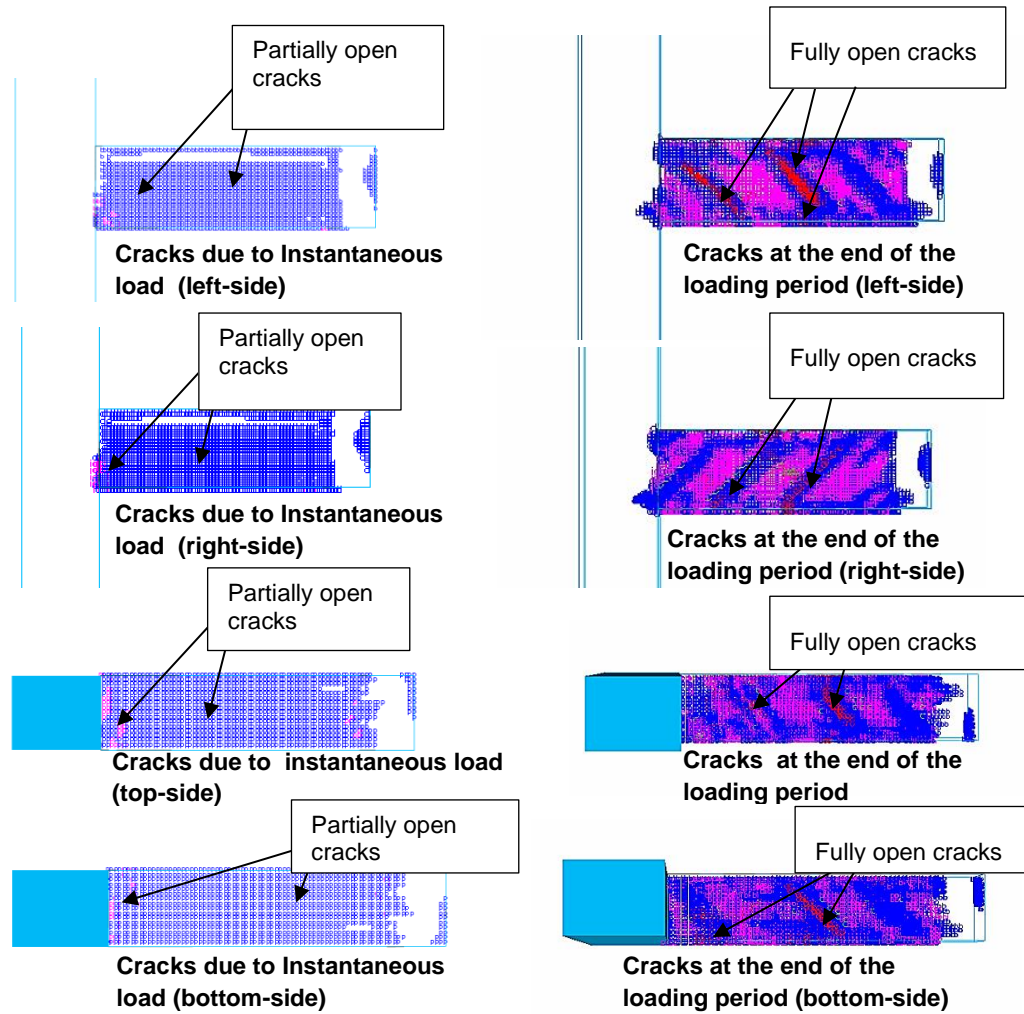 Partially open
cracks
Fully open cracks
Cracks due to Instantaneous
load (left-side)
Cracks at the end of the
loading period (left-side)
Partially open
cracks
Fully open cracks
Cracks due to Instantaneous
load (right-side)
Cracks at the end of the
loading period (right-side)
Partially open
cracks
Fully open cracks
Cracks due to instantaneous load
(top-side)
Cracks at the end of the
loading period
Partially open
cracks
Fully open cracks
Cracks due to Instantaneous
load (bottom-side)
Cracks at the end of the
loading period (bottom-side)